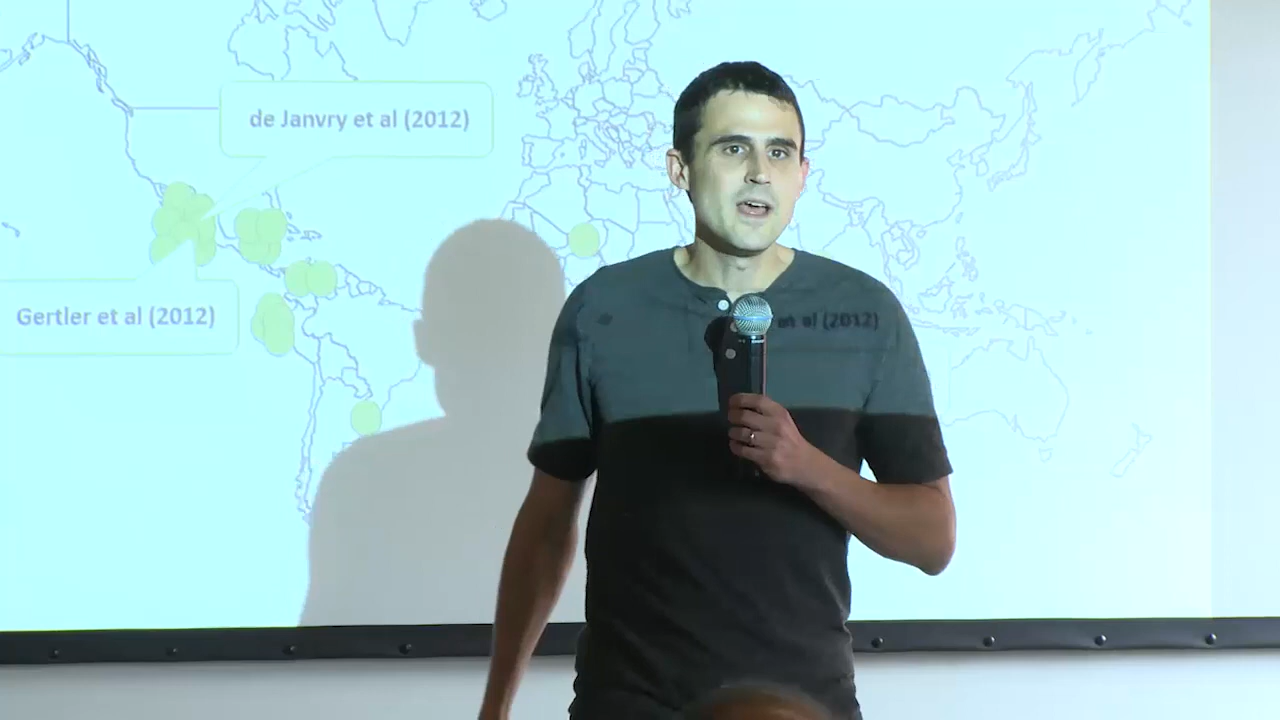 de Janvry et al (2012)
Gertler et al (2012)
et al (2012)